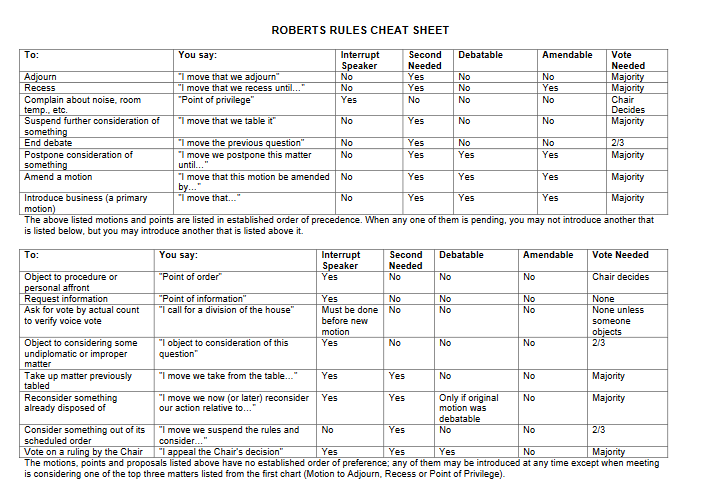 ROBERTS RULES CHEAT SHEET
To: You say: Interrupt Speaker Second Needed Debatable Amendable Vote Needed
Adjourn "I move that we adjourn" No Yes No No Majority
Recess "I move that we recess until…" No Yes No Yes Majority
Complain about noise, room temp., etc. "Point of privilege" Yes No No No Chair Decides
Suspend further consideration of something "I move that we table it" No Yes No No Majority
End debate "I move the previous question" No Yes No No 2/3
Postpone consideration of something "I move we postpone this matter until…" No Yes Yes Yes Majority
Amend a motion "I move that this motion be amended by…" No Yes Yes Yes Majority
Introduce business (a primary motion) "I move that…" No Yes Yes Yes Majority
The above listed motions and points are listed in established order of precedence. When any one of them is pending, you may not introduce another that
is listed below, but you may introduce another that is listed above it.
To: You say: Interrupt Speaker Second Needed Debatable Amendable Vote Needed
Object to procedure or personal affront "Point of order" Yes No No No Chair decides
Request information "Point of information" Yes No No No None
Ask for vote by actual count to verify voice vote "I call for a division of the house" Must be done before new motion No No No None unless someone objects
Object to considering some undiplomatic or improper matter "I object to consideration of this question" Yes No No No 2/3
Take up matter previously tabled "I move we take from the table…" Yes Yes No No Majority
Reconsider something already disposed of "I move we now (or later) reconsider our action relative to…" Yes Yes Only if original motion was debatable No Majority
Consider something out of its scheduled order "I move we suspend the rules and consider…" No Yes No No 2/3
Vote on a ruling by the Chair "I appeal the Chair's decision" Yes Yes Yes No Majority
The motions, points and proposals listed above have no established order of preference; any of them may be introduced at any time except when meeting
is considering one of the top three matters listed from the first chart (Motion to Adjourn, Recess or Point of Privilege).